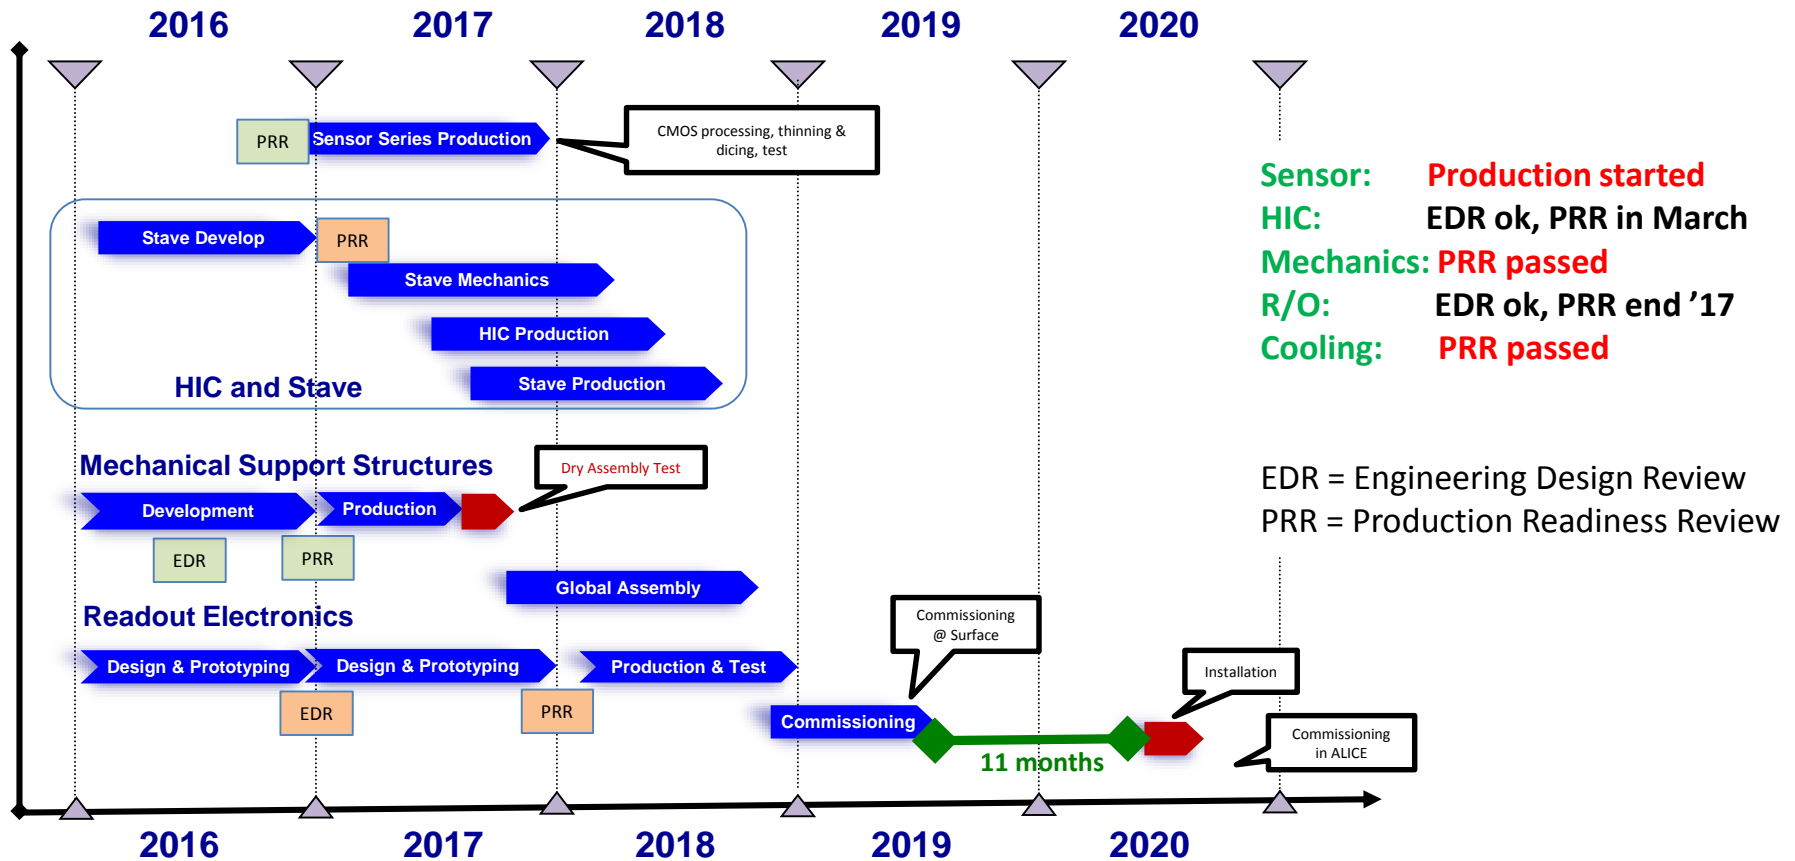 2016 2017 2018 2019 2020
PRR
Sensor Series Production
CMOS processing, thinning &
dicing, test
Sensor: Production started
HIC: EDR ok, PRR in March
Mechanics: PRR passed
R/O: EDR ok, PRR end ’17
Cooling: PRR passed
Stave Develop
PRR
Stave Mechanics
HIC Production
Stave Production
HIC and Stave
Mechanical Support Structures
Dry Assembly Test
Development
Production
EDR
PRR
EDR = Engineering Design Review
PRR = Production Readiness Review
Global Assembly
Readout Electronics
Commissioning
@ Surface
Design & Prototyping
Design & Prototyping
Production & Test
Installation
EDR
PRR
Commissioning
11 months
Commissioning
in ALICE
2016 2017 2018 2019 2020